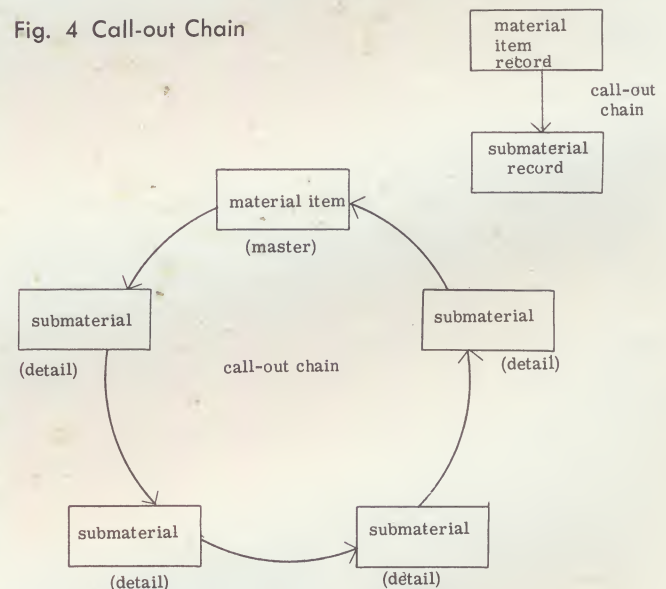 Fig. 4 Call-out Chain
material
item
record
call-out
chain
submaterial
record
material item
(master)
submaterial
(detail)
call-out chain
submaterial
(detail)
submaterial
(detail)
submaterial
(detail)